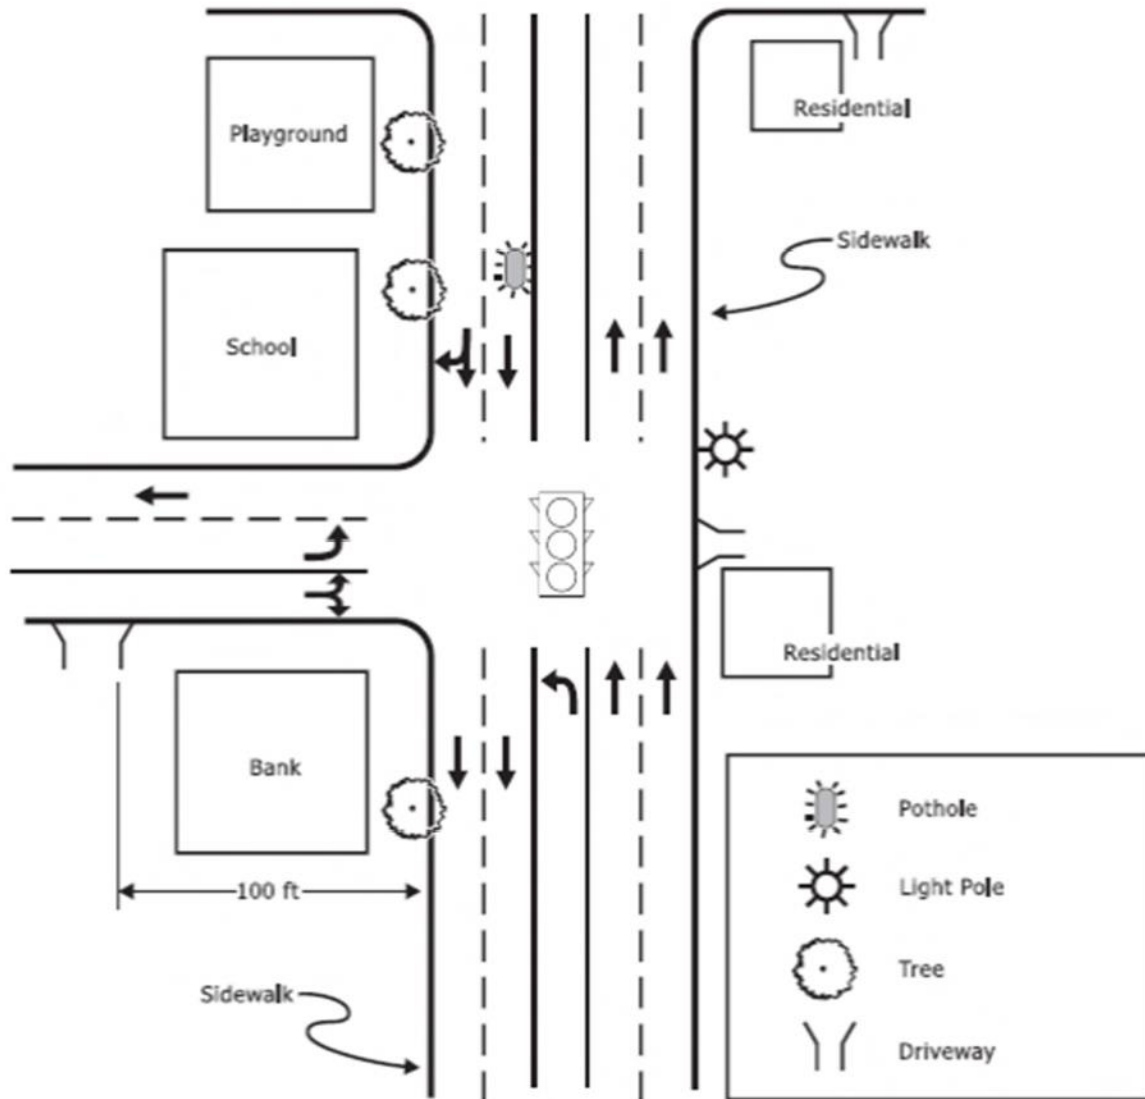 Playground
Residential
Sidewalk
School
Residential
Bank
100 ft
Sidewalk
Pothole
Light Pole
Tree
Driveway